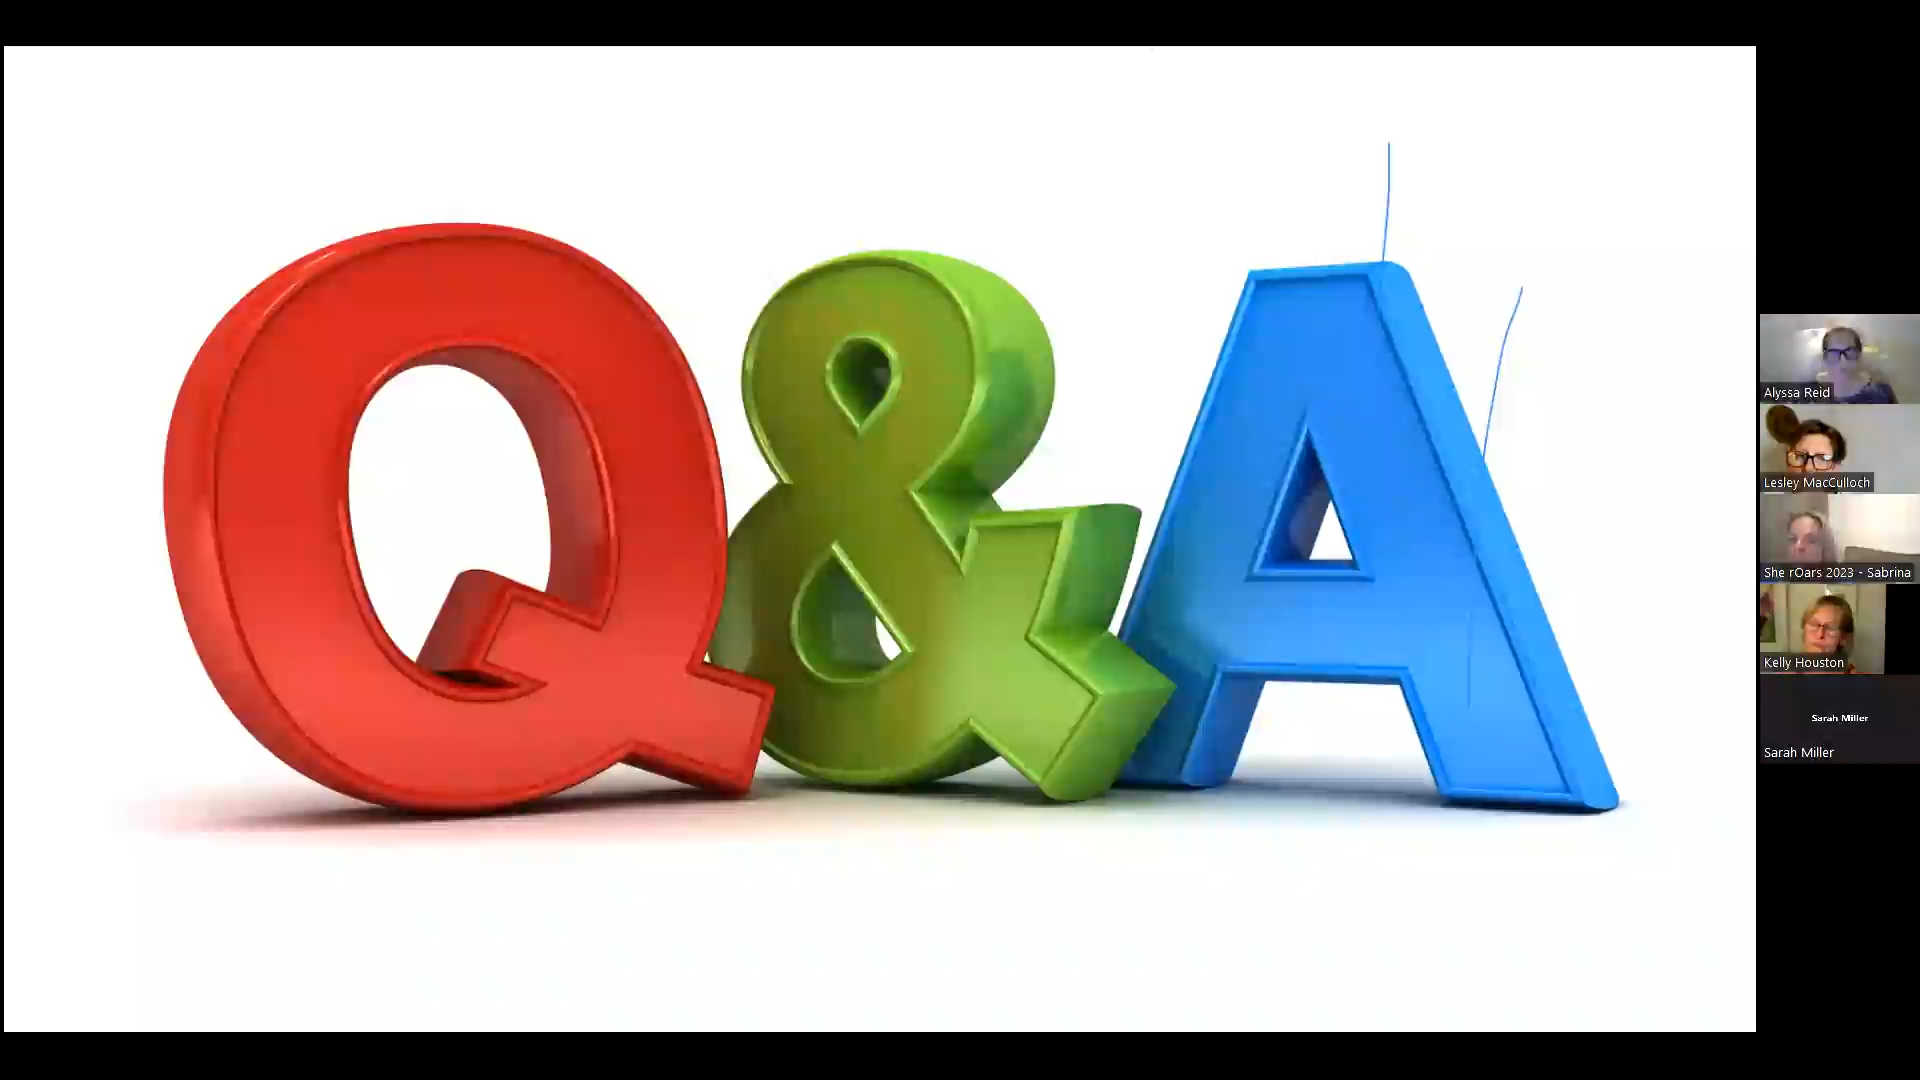 Q&A
Alyssa Reid
Lesley MacCulloch
She rOars 2023 - Sabrina
Kelly Houston
Sarah Miller
Sarah Miller